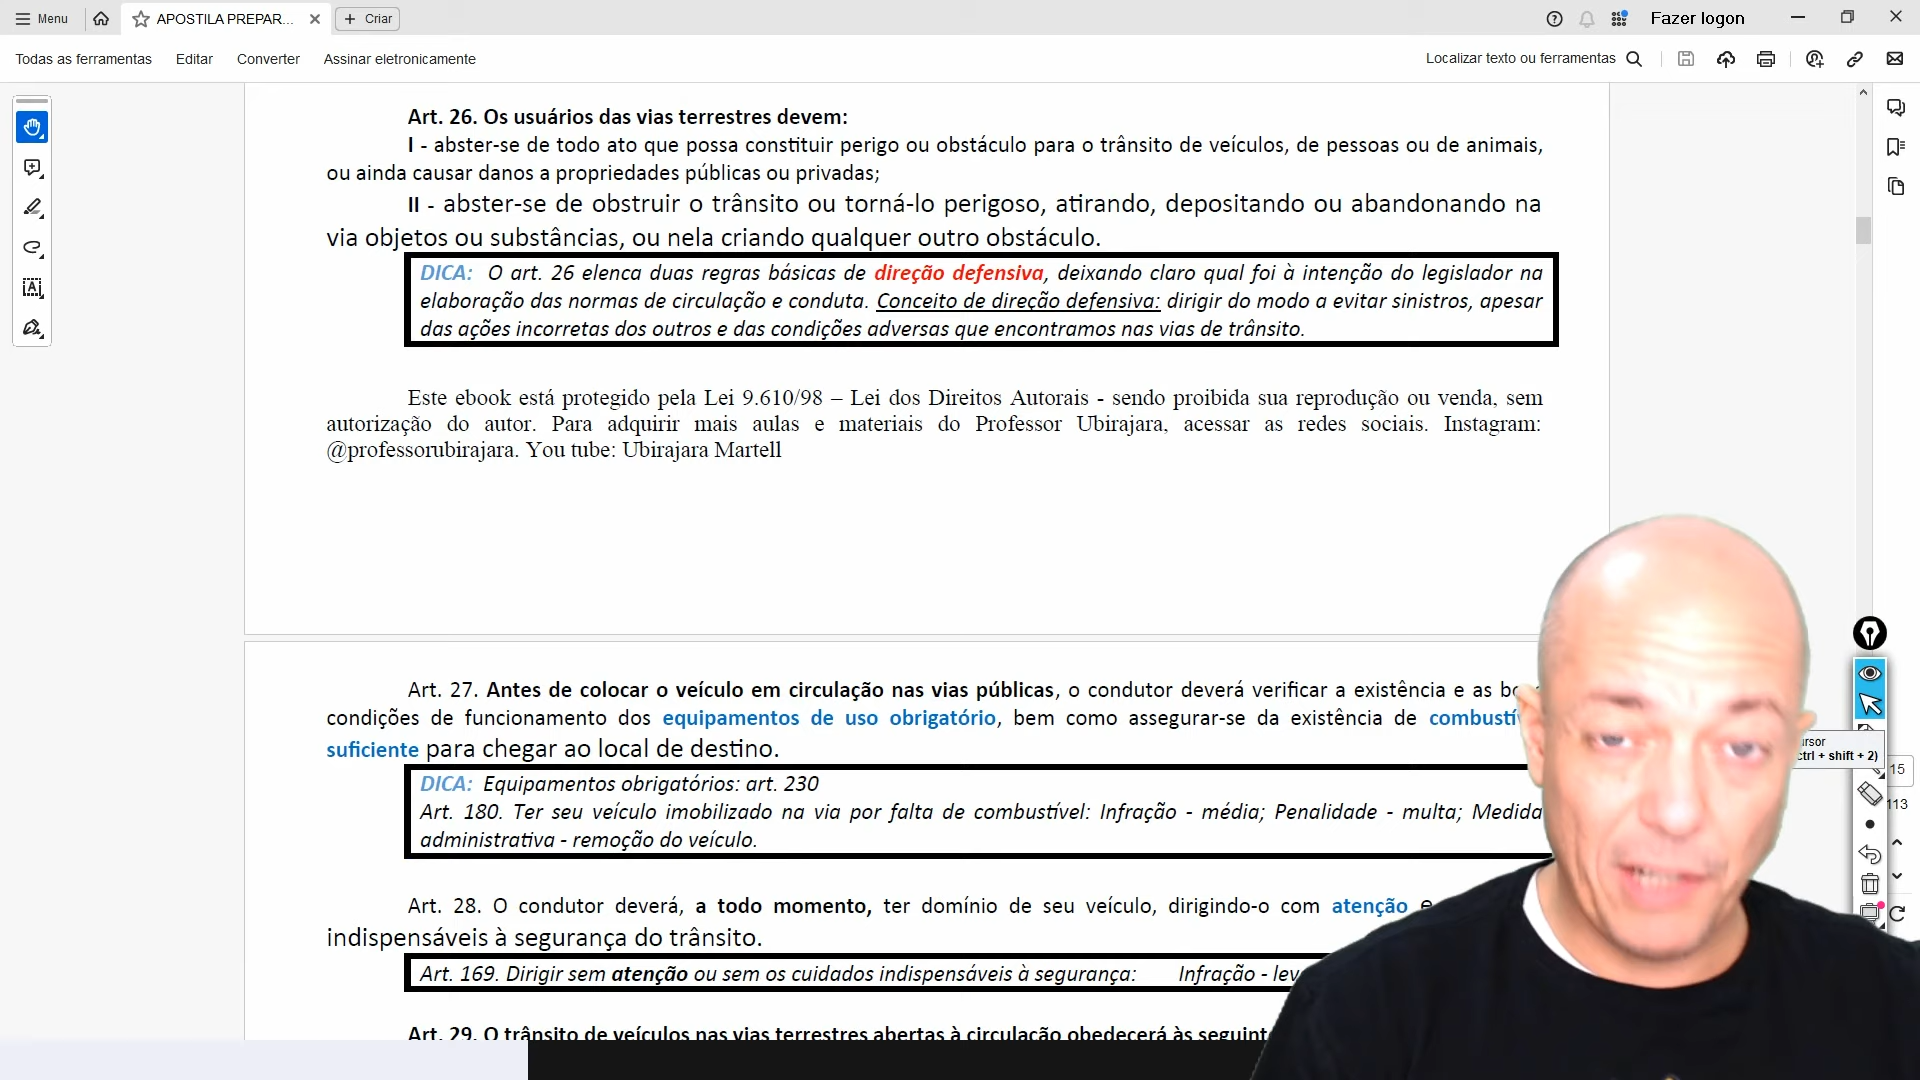 Menu
APOSTILA PREPAR...
Criar
Fazer logon
Todas as ferramentas
Editar
Converter
Assinar eletronicamente
Localizar texto ou ferramentas
Art. 26. Os usuários das vias terrestres devem:
I - abster-se de todo ato que possa constituir perigo ou obstáculo para o trânsito de veículos, de pessoas ou de animais,
ou ainda causar danos a propriedades públicas ou privadas;
II - abster-se de obstruir o trânsito ou torná-lo perigoso, atirando, depositando ou abandonando na
via objetos ou substâncias, ou nela criando qualquer outro obstáculo.
DICA: O art. 26 elenca duas regras básicas de direção defensiva, deixando claro qual foi à intenção do legislador na
elaboração das normas de circulação e conduta. Conceito de direção defensiva: dirigir do modo a evitar sinistros, apesar
das ações incorretas dos outros e das condições adversas que encontramos nas vias de trânsito.
Este ebook está protegido pela Lei 9.610/98 – Lei dos Direitos Autorais - sendo proibida sua reprodução ou venda, sem
autorização do autor. Para adquirir mais aulas e materiais do Professor Ubirajara, acessar as redes sociais. Instagram:
@professorubirajara. You tube: Ubirajara Martell
Art. 27. Antes de colocar o veículo em circulação nas vias públicas, o condutor deverá verificar a existência e as
condições de funcionamento dos equipamentos de uso obrigatório, bem como assegurar-se da existência de
suficiente para chegar ao local de destino.
DICA: Equipamentos obrigatórios: art. 230
Art. 180. Ter seu veículo imobilizado na via por falta de combustível: Infração - média; Penalidade - multa; Medida
administrativa - remoção do veículo.
ctrl + shift + 2)
15
113
Art. 28. O condutor deverá, a todo momento, ter domínio de seu veículo, dirigindo-o com atenção e
indispensáveis à segurança do trânsito.
Art. 169. Dirigir sem atenção ou sem os cuidados indispensáveis à segurança: Infração - lev
Art. 29. O trânsito de veículos nas vias terrestres abertas à circulação obedecerá às